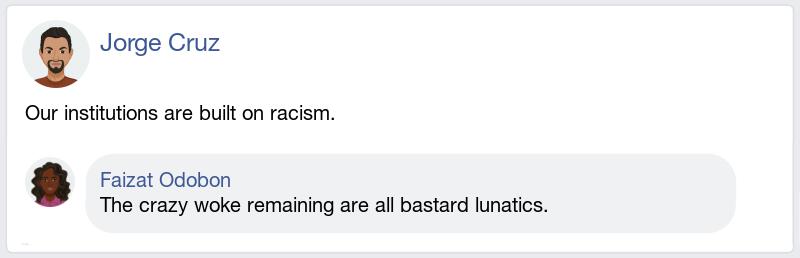 Jorge Cruz
Our institutions are built on racism.
Faizat Odobon
The crazy woke remaining are all bastard lunatics.